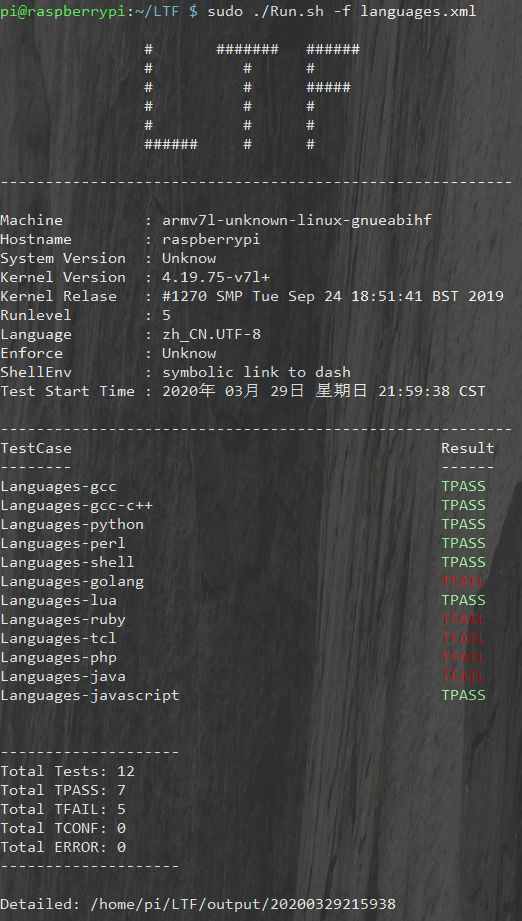 pi@raspberrypi:~/LTF $ sudo ./Run.sh -f languages.xml
#       #######   ######
#          #      #
#          #      #####
#          #      #
#          #      #
######     #      #
---------------------------------------------------------
Machine         : armv7l-unknown-linux-gnueabihf
Hostname        : raspberrypi
System Version  : Unknow
Kernel Version  : 4.19.75-v7l+
Kernel Relase   : #1270 SMP Tue Sep 24 18:51:41 BST 2019
Runlevel        : 5
Language        : zh_CN.UTF-8
Enforce         : Unknow
ShellEnv        : symbolic link to dash
Test Start Time : 2020年 03月 29日 星期日 21:59:38 CST
---------------------------------------------------------
TestCase                                         Result
--------                                         ------
Languages-gcc                                    TPASS
Languages-gcc-c++                                TPASS
Languages-python                                 TPASS
Languages-perl                                   TPASS
Languages-shell                                  TPASS
Languages-golang                                 TFAIL
Languages-lua                                    TPASS
Languages-ruby                                   TFAIL
Languages-tcl                                    TFAIL
Languages-php                                    TFAIL
Languages-java                                   TFAIL
Languages-javascript                             TPASS
--------------------
Total Tests: 12
Total TPASS: 7
Total TFAIL: 5
Total TCONF: 0
Total ERROR: 0
--------------------
Detailed: /home/pi/LTF/output/20200329215938